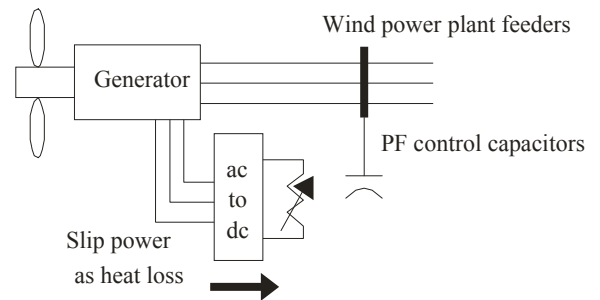 Wind power plant feeders
Generator
PF control capacitors
ac
to
dc
Slip power
as heat loss